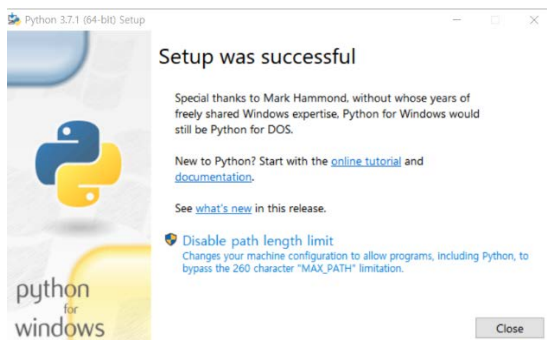 Python 3.7.1 (64-bit) Setup
Setup was successful
Special thanks to Mark Hammond, without whose years of
freely shared Windows expertise, Python for Windows would
still be Python for DOS.
New to Python? Start with the online tutorial and
documentation.
See what's new in this release.
Disable path length limit
Changes your machine configuration to allow programs, including Python, to
bypass the 260 character "MAX_PATH" limitation.
python
for
windows
Close